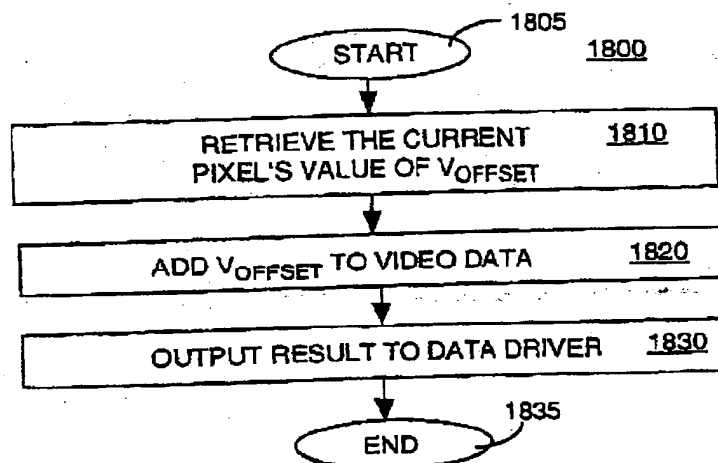 1805
START
1800
RETRIEVE THE CURRENT 1810
PIXEL'S VALUE OF VOFFSET
ADD VOFFSET TO VIDEO DATA 1820
OUTPUT RESULT TO DATA DRIVER 1830
1835
END